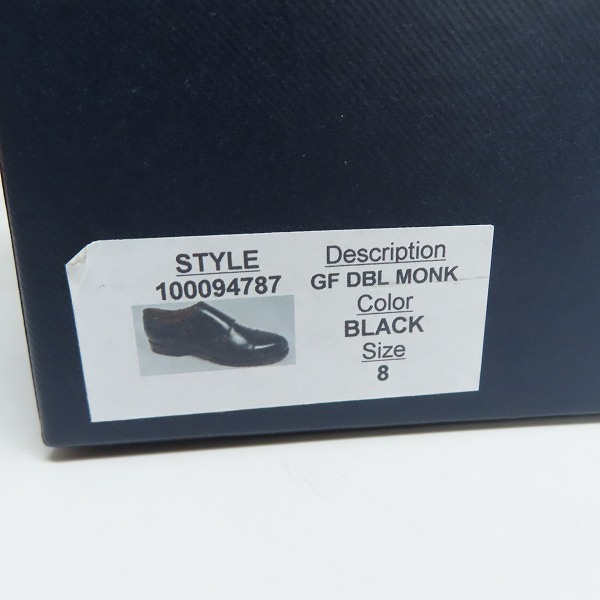 STYLE
100094787
Description
GF DBL MONK
Color
BLACK
Size
8